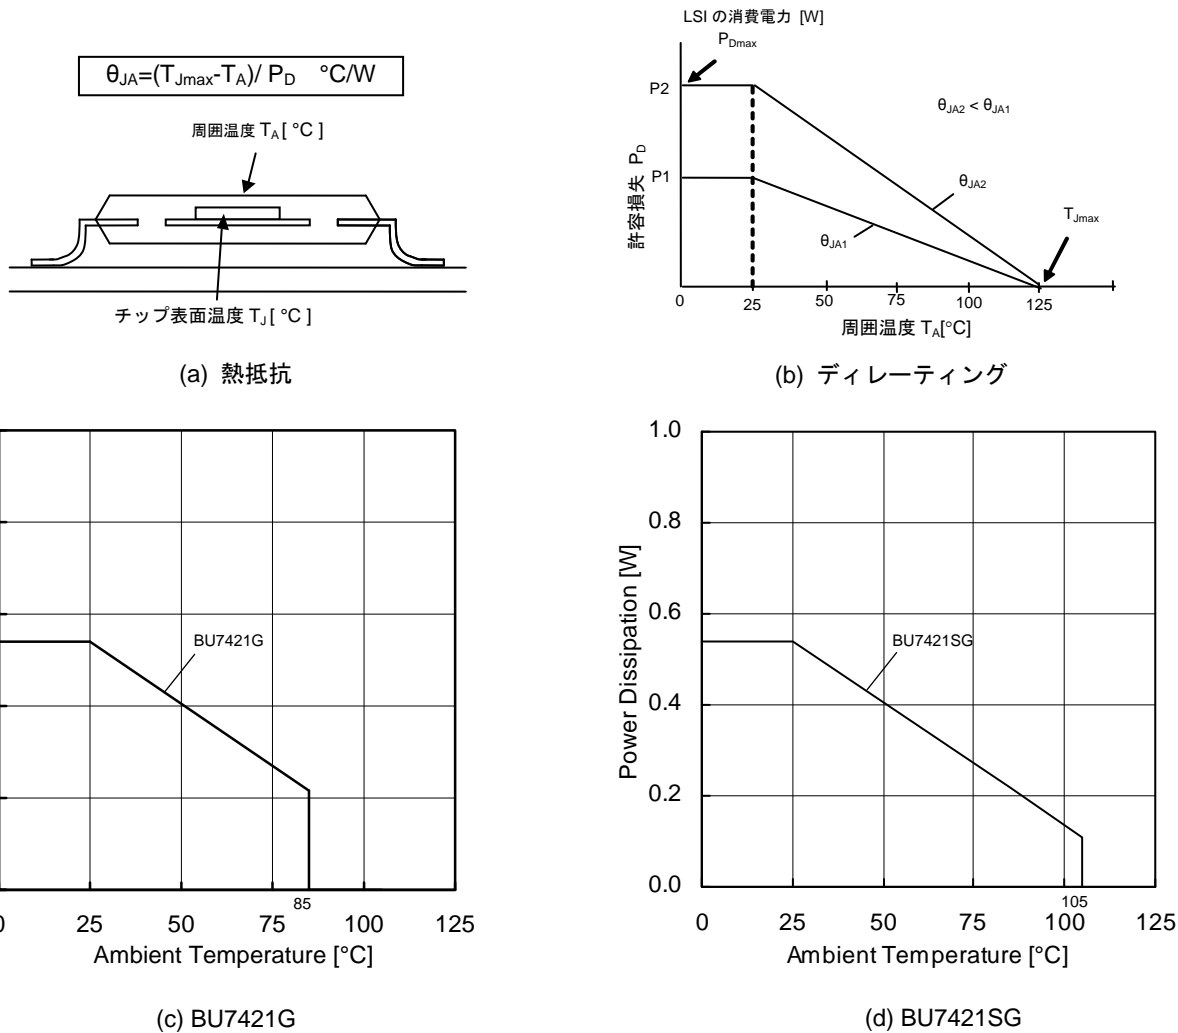 θJA=(TJmax-TA)/ PD °C/W
周囲温度 TA [ °C ]
チップ表面温度 TJ [ °C ]
(a) 熱抵抗
LSI の消費電力 [W]
PDmax
P2
θJA2 < θJA1
許容損失 PD
P1
θJA2
θJA1
TJmax
0 25 50 75 100 125
周囲温度 TA[°C]
(b) ディレーティング
BU7421G
85
0 25 50 75 100 125
Ambient Temperature [°C]
(c) BU7421G
1.0
0.8
0.6
0.4
0.2
0.0
Power Dissipation [W]
BU7421SG
105
0 25 50 75 100 125
Ambient Temperature [°C]
(d) BU7421SG